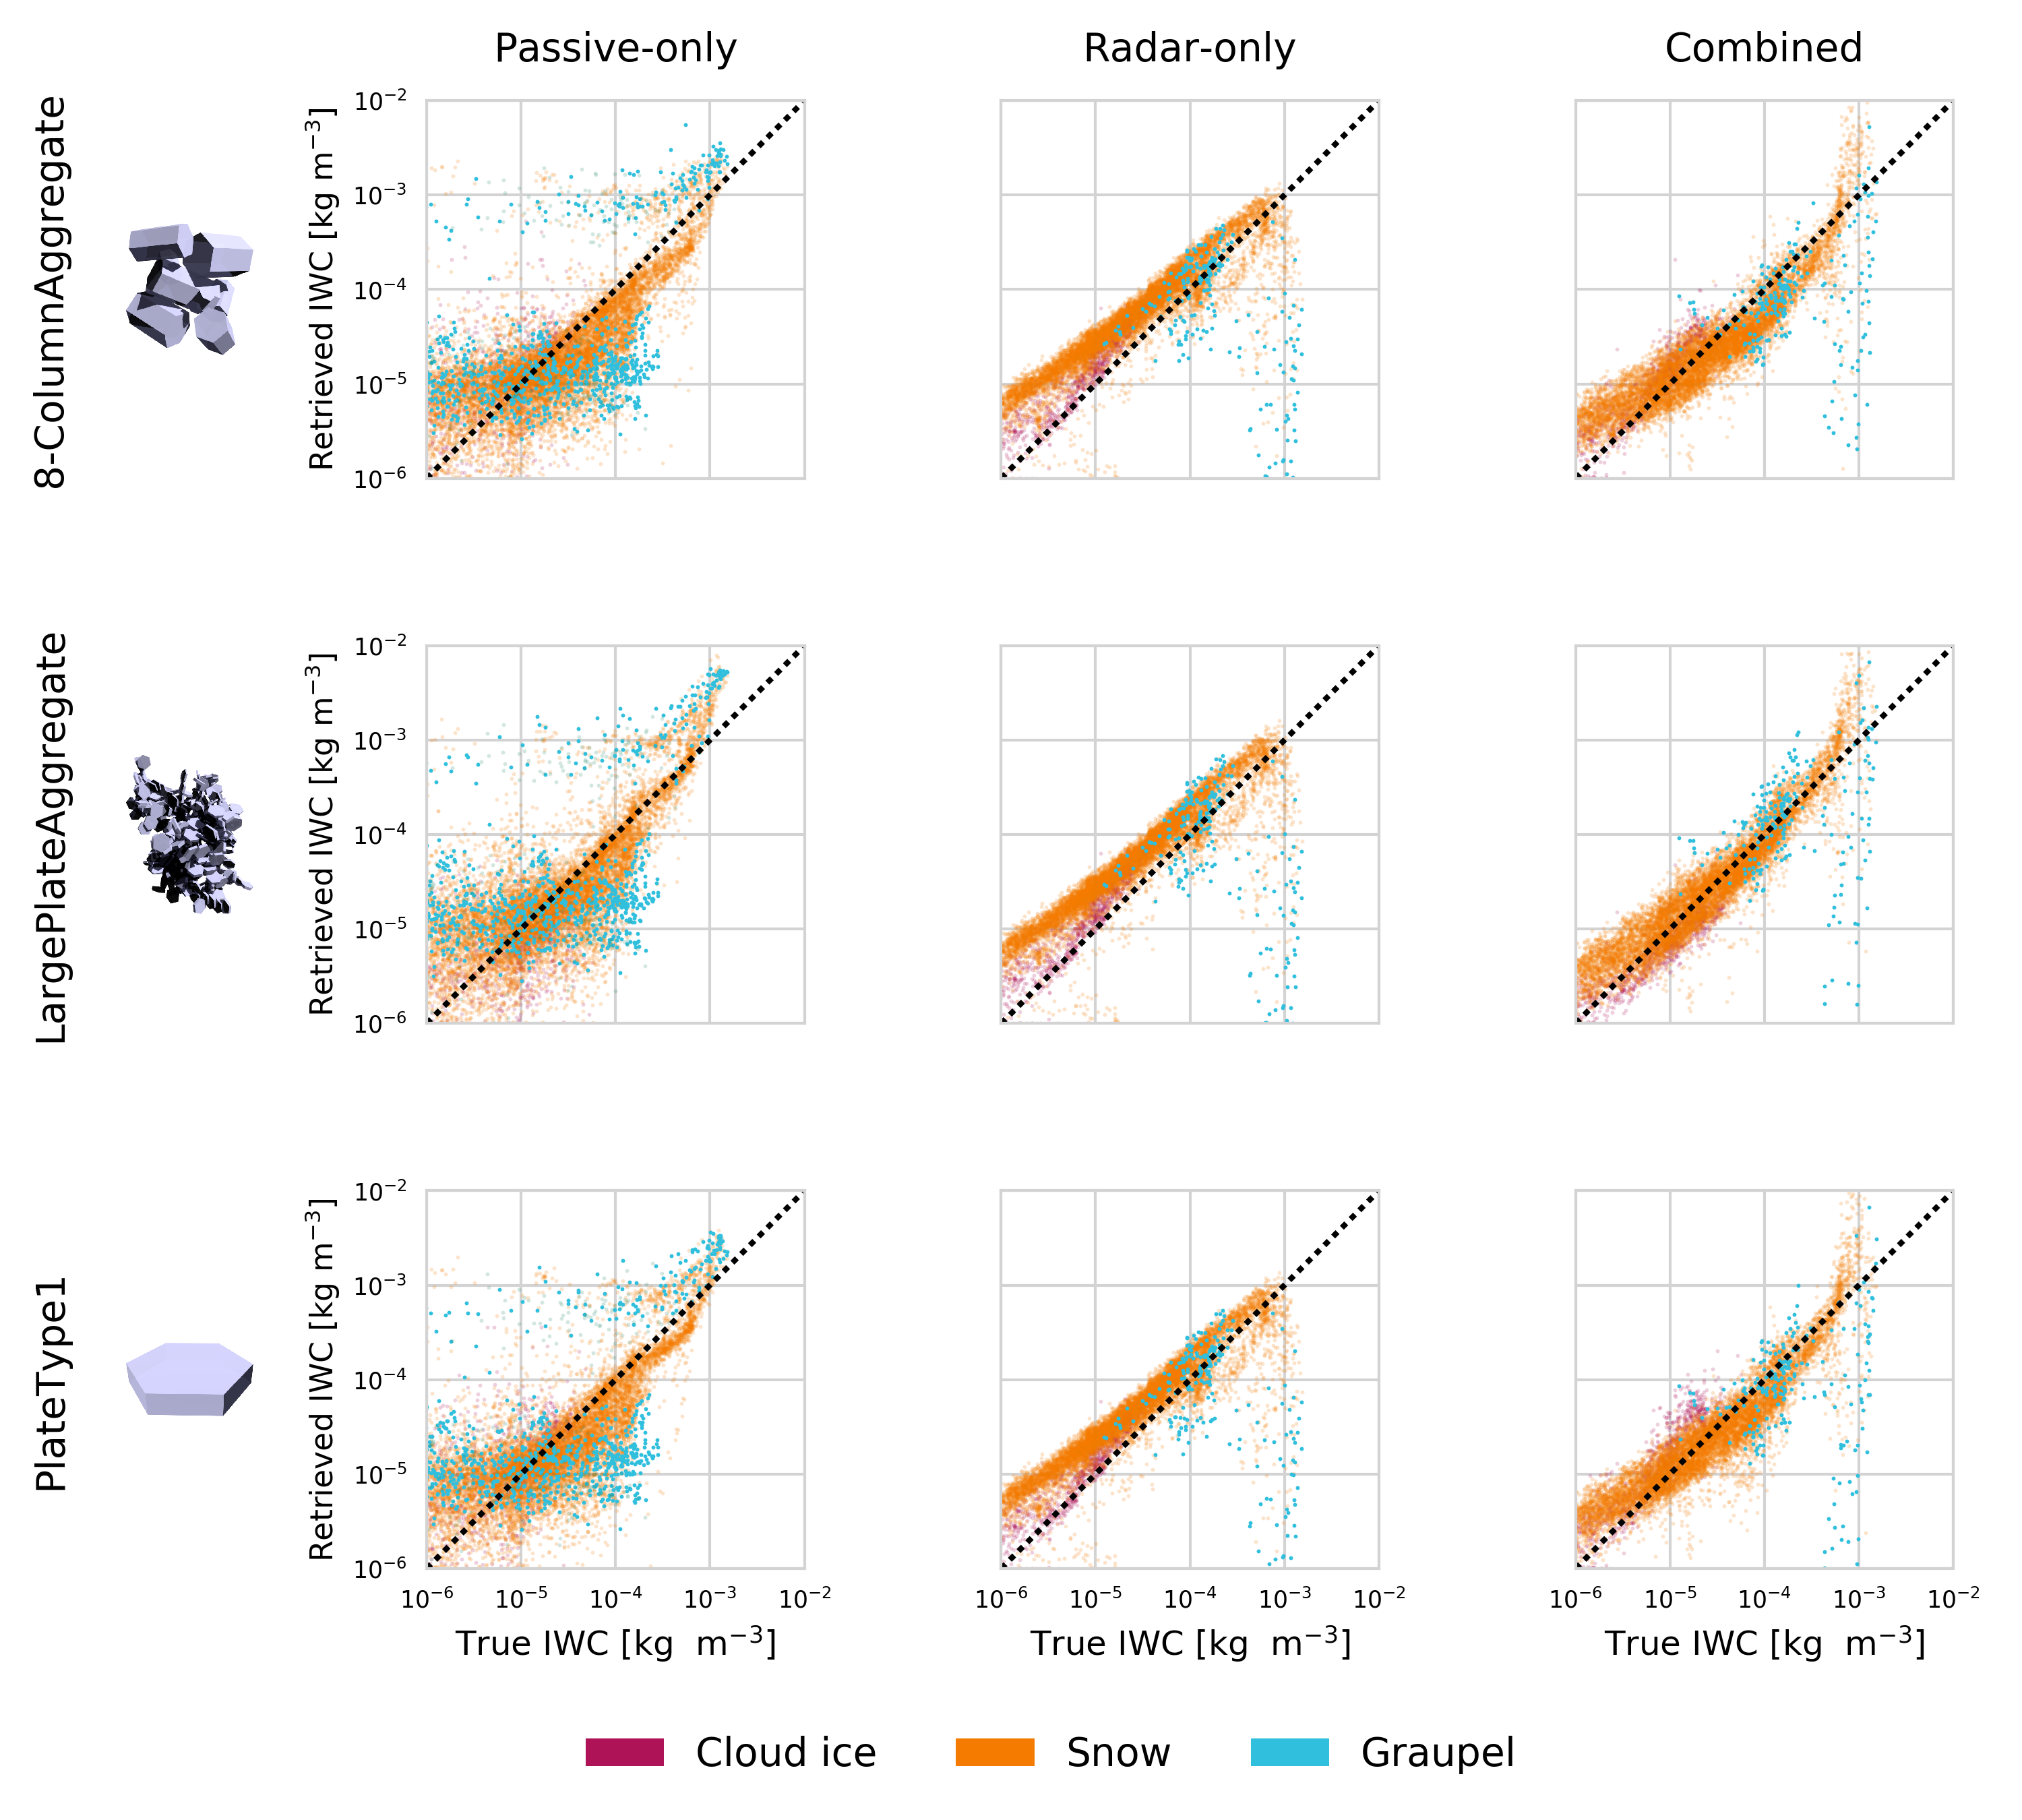 Passive-only Radar-only Combined
8-ColumnAggregate
Retrieved IWC [kg m⁻³]
10⁻²
10⁻³
10⁻⁴
10⁻⁵
10⁻⁶
LargePlateAggregate
Retrieved IWC [kg m⁻³]
10⁻²
10⁻³
10⁻⁴
10⁻⁵
10⁻⁶
PlateType1
Retrieved IWC [kg m⁻³]
10⁻²
10⁻³
10⁻⁴
10⁻⁵
10⁻⁶
10⁻⁶ 10⁻⁵ 10⁻⁴ 10⁻³ 10⁻² 10⁻⁶ 10⁻⁵ 10⁻⁴ 10⁻³ 10⁻² 10⁻⁶ 10⁻⁵ 10⁻⁴ 10⁻³ 10⁻²
True IWC [kg m⁻³] True IWC [kg m⁻³] True IWC [kg m⁻³]
Cloud ice Snow Graupel